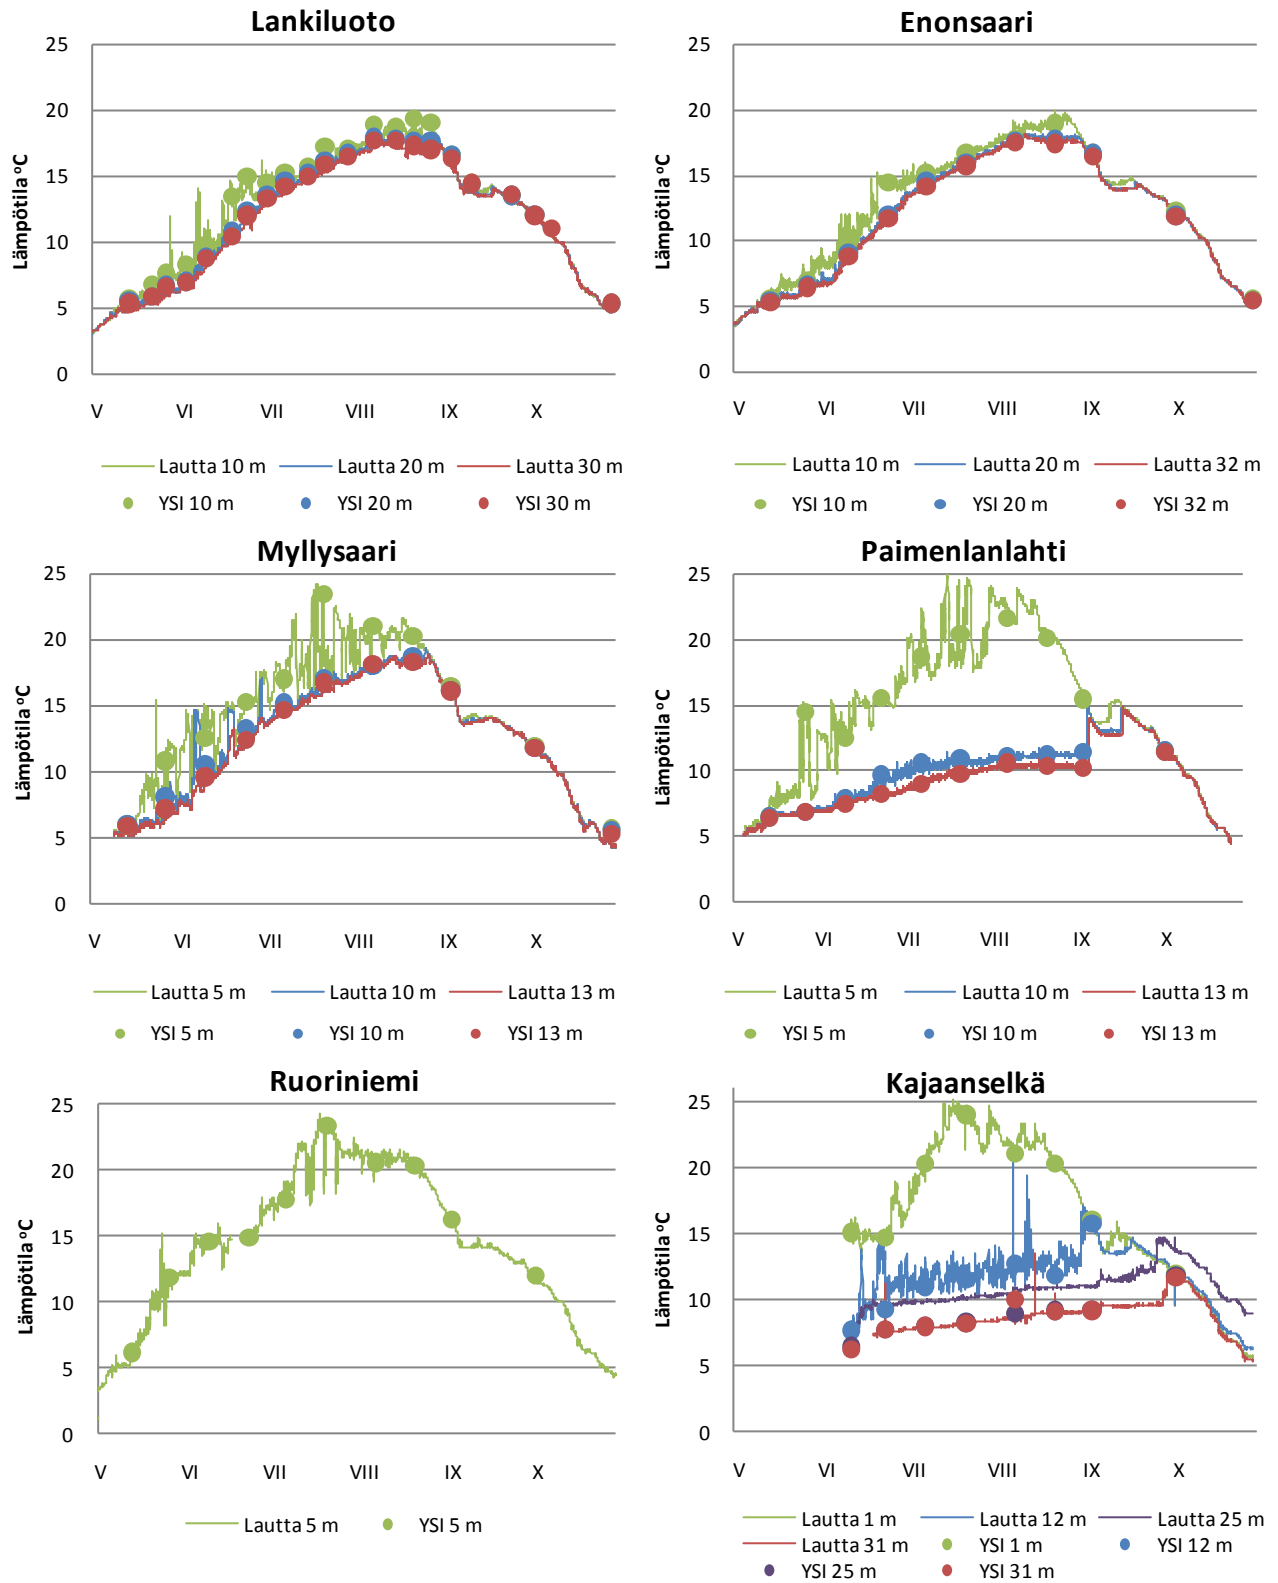 Lankiluoto
25
20
15
10
5
0
Lämpötila ºC
V VI VII VIII IX X
Lautta 10 m Lautta 20 m Lautta 30 m
YSI 10 m YSI 20 m YSI 30 m
Enonsaari
25
20
15
10
5
0
Lämpötila ºC
V VI VII VIII IX X
Lautta 10 m Lautta 20 m Lautta 32 m
YSI 10 m YSI 20 m YSI 32 m
Myllysaari
25
20
15
10
5
0
Lämpötila ºC
V VI VII VIII IX X
Lautta 5 m Lautta 10 m Lautta 13 m
YSI 5 m YSI 10 m YSI 13 m
Paimenlanlahti
25
20
15
10
5
0
Lämpötila ºC
V VI VII VIII IX X
Lautta 5 m Lautta 10 m Lautta 13 m
YSI 5 m YSI 10 m YSI 13 m
Ruoriniemi
25
20
15
10
5
0
Lämpötila ºC
V VI VII VIII IX X
Lautta 5 m YSI 5 m
Kajaanselkä
25
20
15
10
5
0
Lämpötila ºC
V VI VII VIII IX X
Lautta 1 m Lautta 12 m Lautta 25 m
Lautta 31 m YSI 1 m YSI 12 m
YSI 25 m YSI 31 m